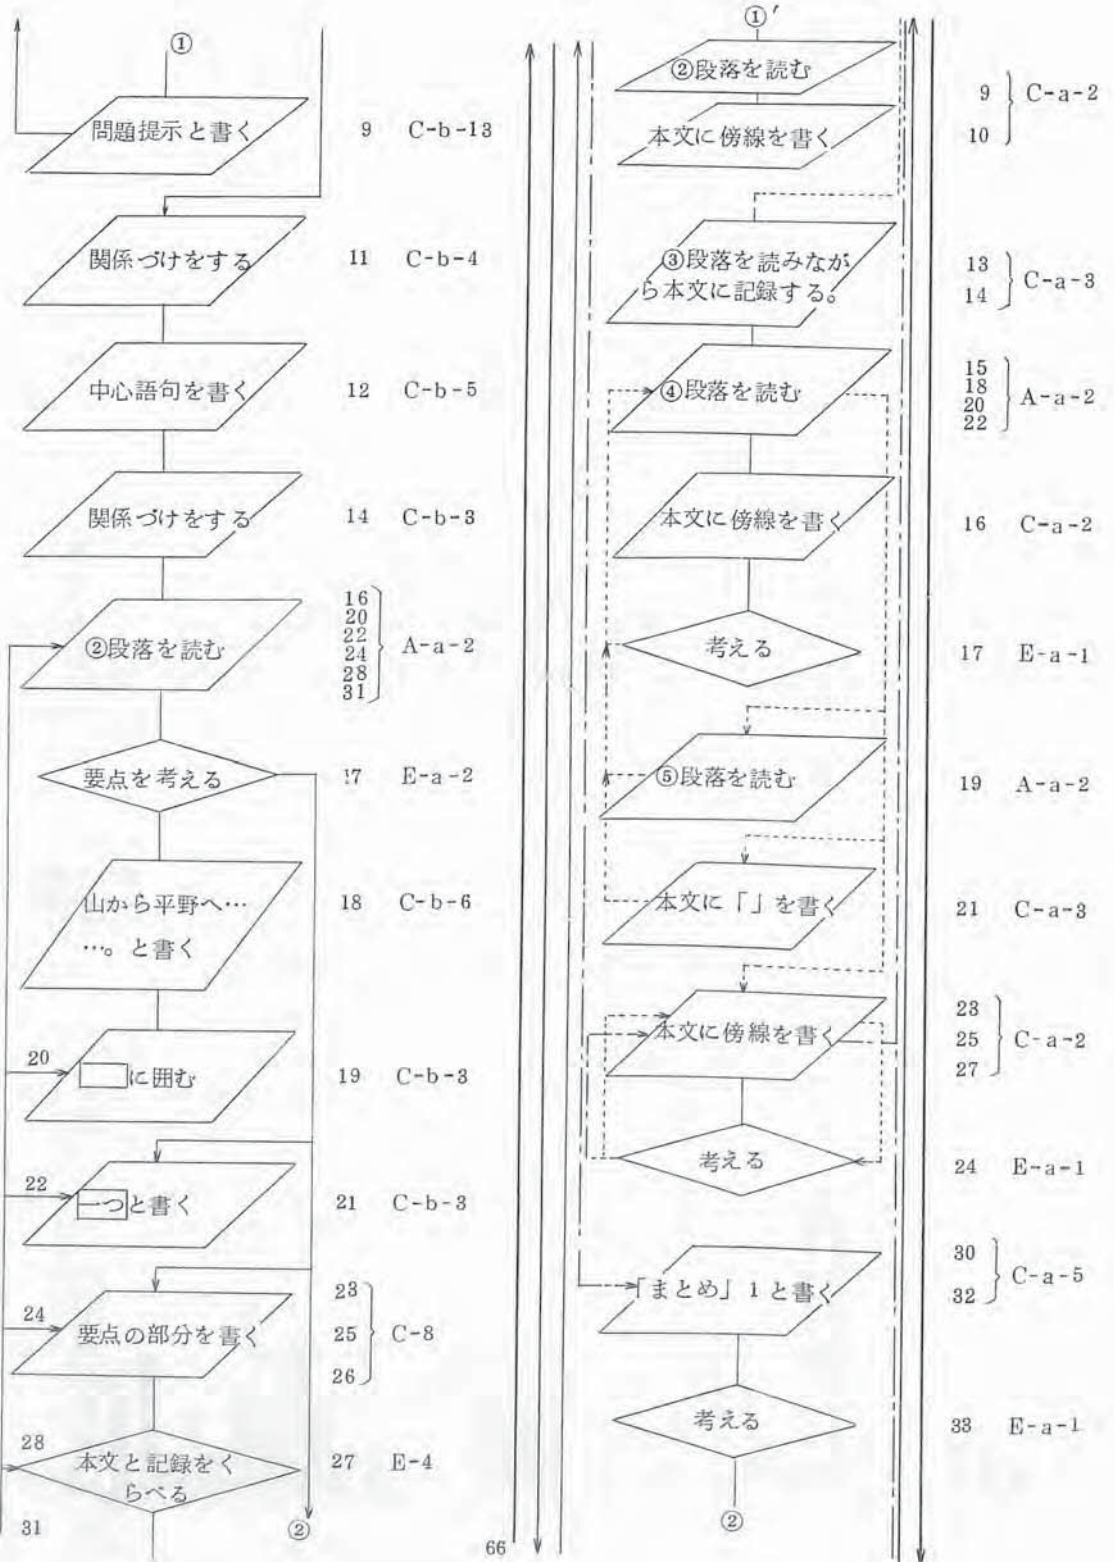 ①
問題提示と書く
9 C-b-13
関係づけをする
11 C-b-4
中心語句を書く
12 C-b-5
関係づけをする
14 C-b-3
②段落を読む
16
20
22
24
28
31
A-a-2
要点を考える
17 E-a-2
山から平野へ…
…。と書く
18 C-b-6
20
に囲む
19 C-b-3
22
一つと書く
21 C-b-3
24
要点の部分を書く
23
25
26
C-8
28
本文と記録をく
らべる
27 E-4
31
②
66
①′
②段落を読む
本文に傍線を書く
9
10
C-a-2
③段落を読みなが
ら本文に記録する。
13
14
C-a-3
④段落を読む
15
18
20
22
A-a-2
本文に傍線を書く
16 C-a-2
考える
17 E-a-1
⑤段落を読む
19 A-a-2
本文に「」を書く
21 C-a-3
本文に傍線を書く
23
25
27
C-a-2
考える
24 E-a-1
「まとめ」1と書く
30
32
C-a-5
考える
33 E-a-1
②